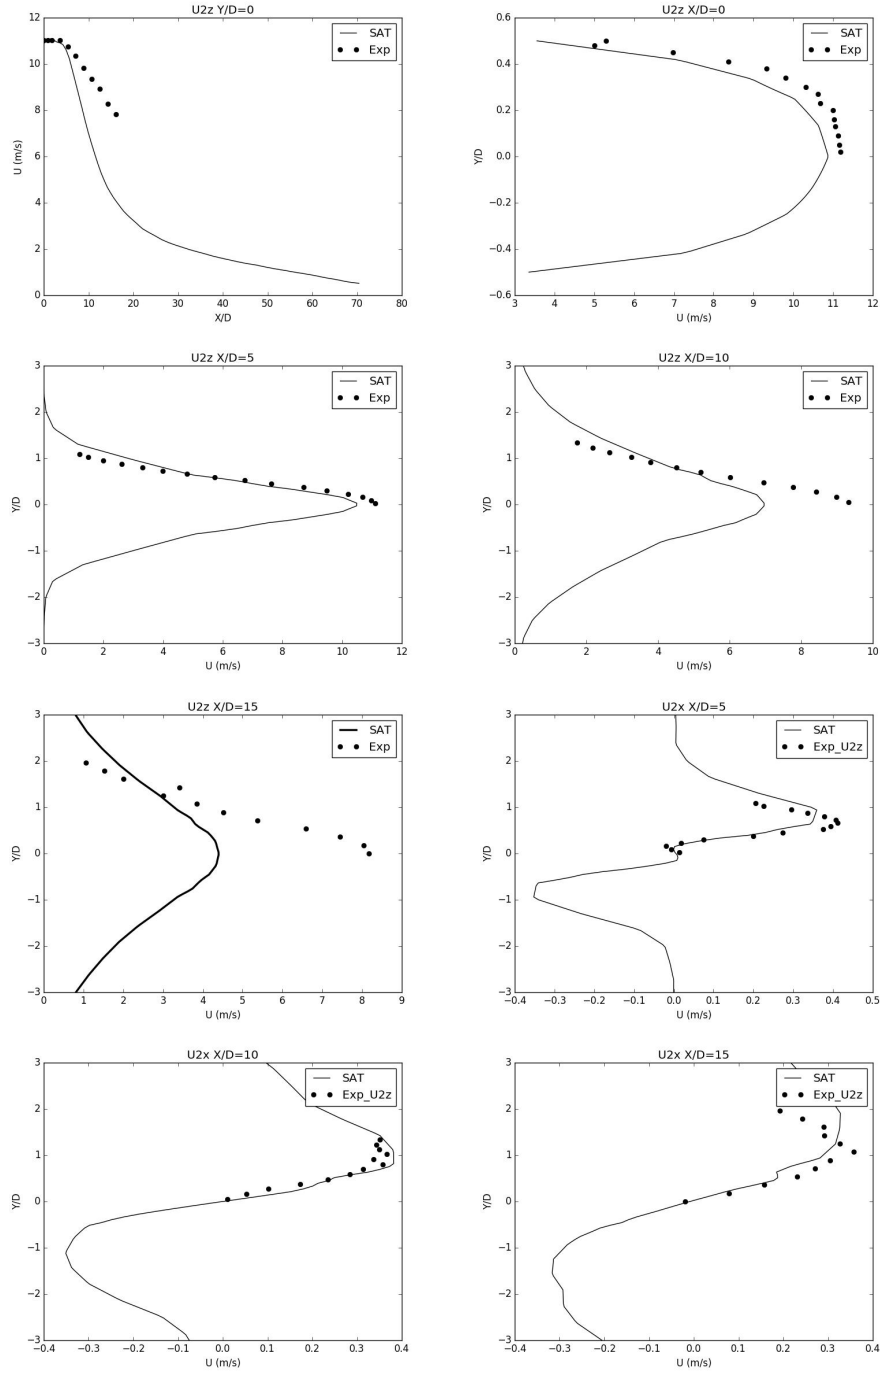 U2z Y/D=0
12
10
8
6
4
2
0
U (m/s)
0 10 20 30 40 50 60 70 80
X/D
SAT
Exp
U2z X/D=0
0.6
0.4
0.2
0.0
−0.2
−0.4
−0.6
Y/D
3 4 5 6 7 8 9 10 11 12
U (m/s)
SAT
Exp
U2z X/D=5
3
2
1
0
−1
−2
−3
Y/D
0 2 4 6 8 10 12
U (m/s)
SAT
Exp
U2z X/D=10
3
2
1
0
−1
−2
−3
Y/D
0 2 4 6 8 10
U (m/s)
SAT
Exp
U2z X/D=15
3
2
1
0
−1
−2
−3
Y/D
0 1 2 3 4 5 6 7 8 9
U (m/s)
SAT
Exp
U2x X/D=5
3
2
1
0
−1
−2
−3
Y/D
−0.4 −0.3 −0.2 −0.1 0.0 0.1 0.2 0.3 0.4 0.5
U (m/s)
SAT
Exp_U2z
U2x X/D=10
3
2
1
0
−1
−2
−3
Y/D
−0.4 −0.3 −0.2 −0.1 0.0 0.1 0.2 0.3 0.4
U (m/s)
SAT
Exp_U2z
U2x X/D=15
3
2
1
0
−1
−2
−3
Y/D
−0.4 −0.3 −0.2 −0.1 0.0 0.1 0.2 0.3 0.4
U (m/s)
SAT
Exp_U2z